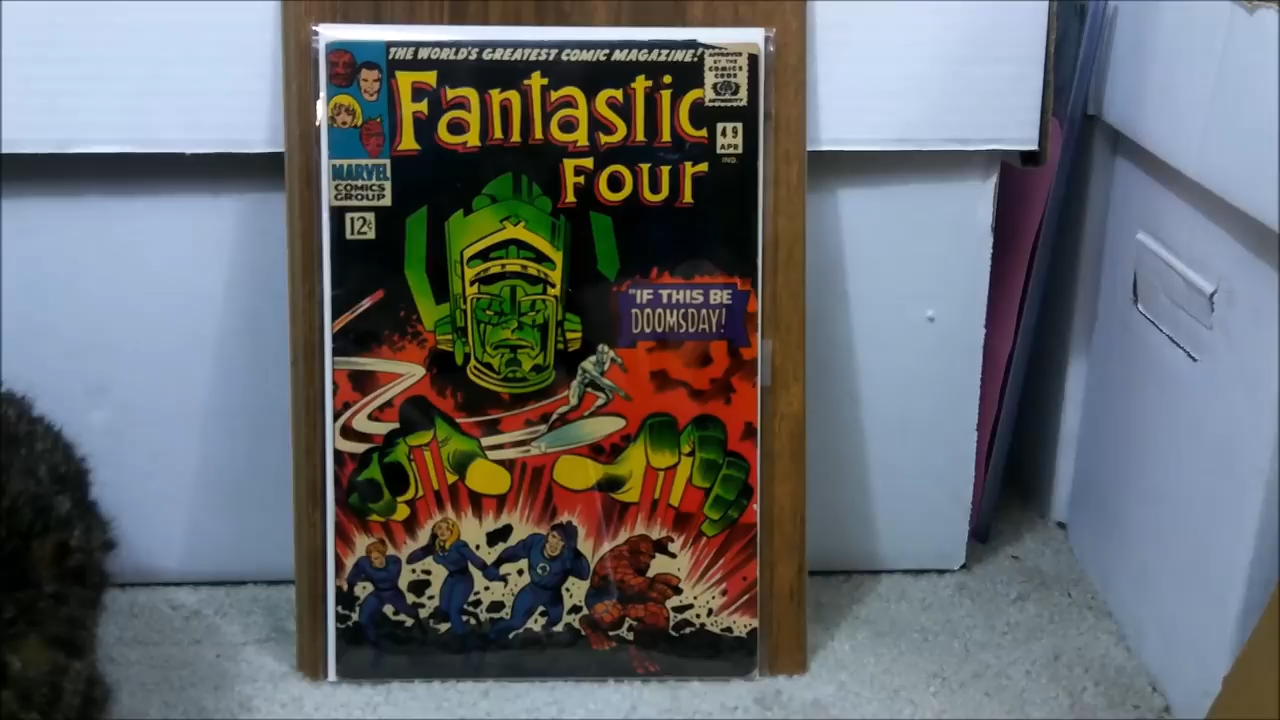 THE WORLD'S GREATEST COMIC MAGAZINE!
APPROVED
BY THE
COMICS
CODE
Fantastic
Four
49
APR
IND.
MARVEL
COMICS
GROUP
12¢
"IF THIS BE
DOOMSDAY!